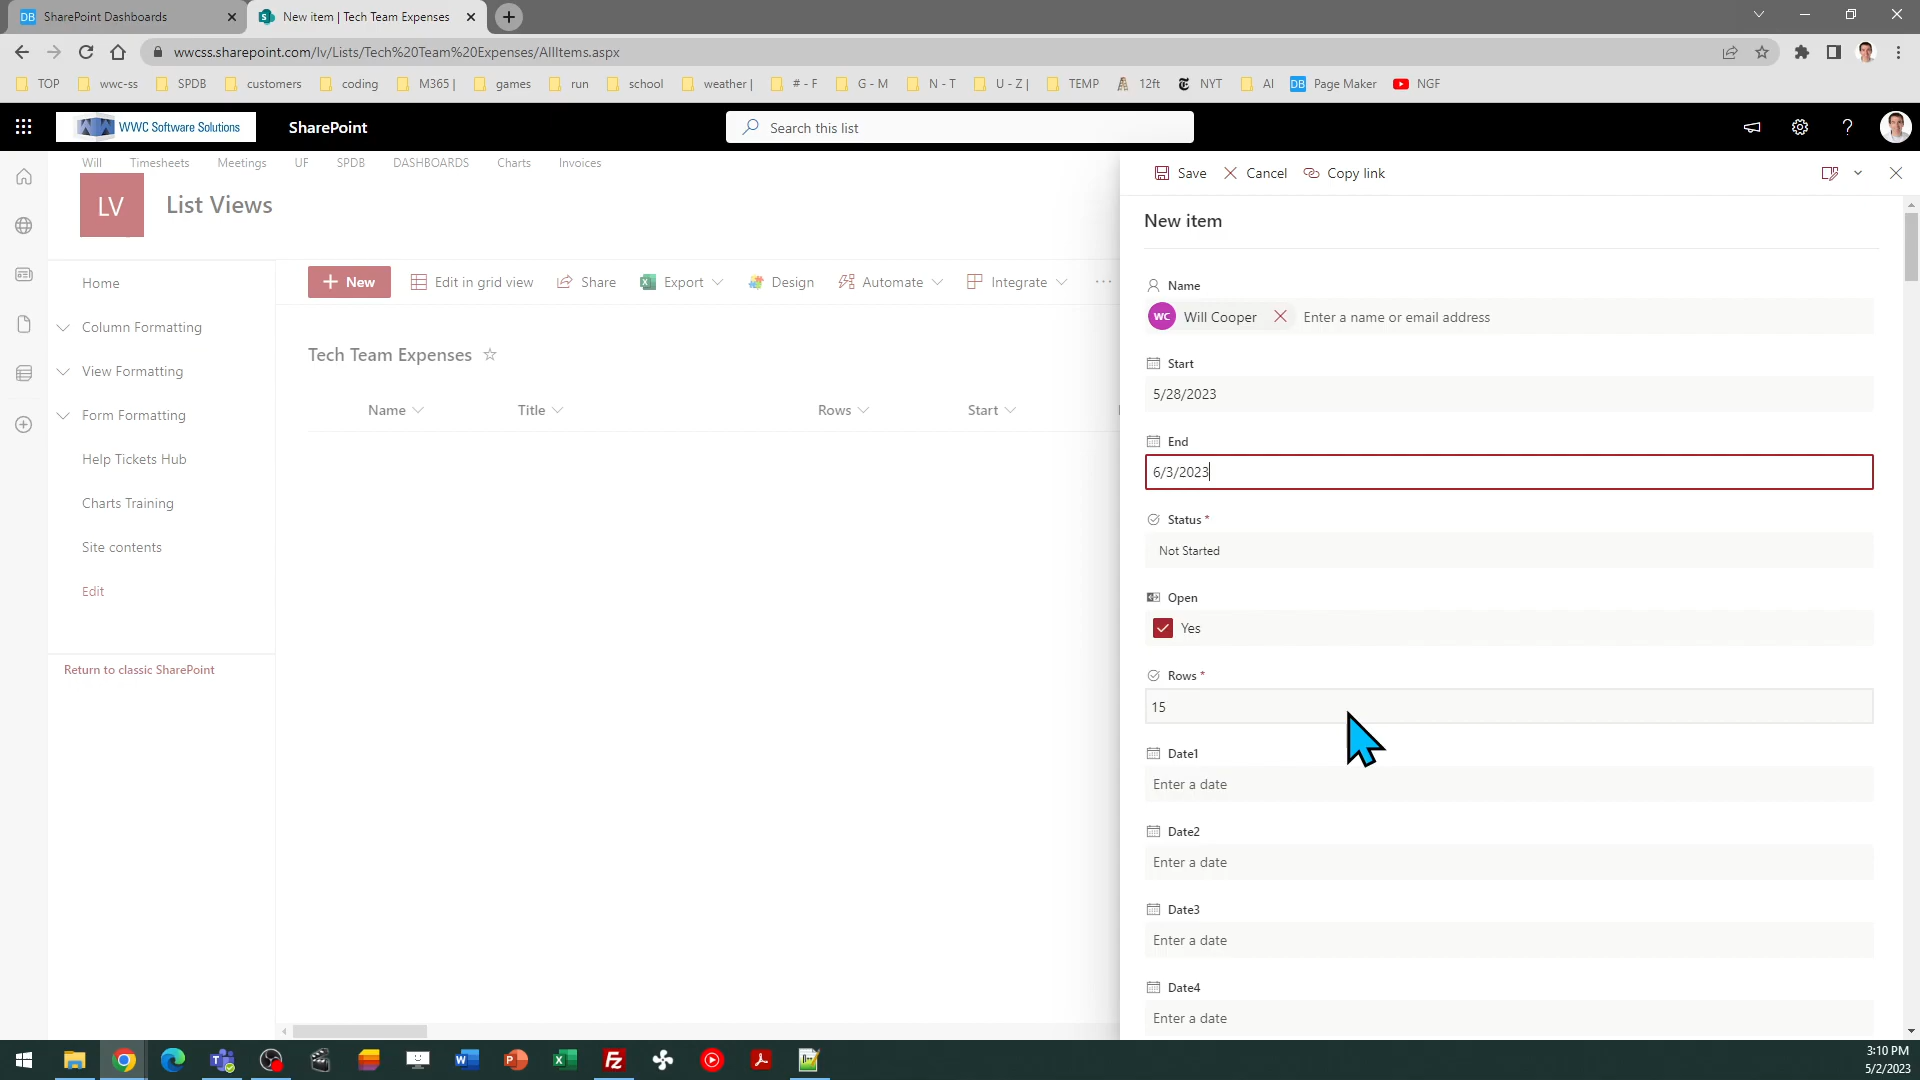 SharePoint Dashboards
New item | Tech Team Expenses
wwcss.sharepoint.com/lv/Lists/Tech%20Team%20Expenses/AllItems.aspx
TOP
wwc-ss
SPDB
customers
coding
M365 |
games
run
school
weather |
# - F
G - M
N - T
U - Z |
TEMP
12ft
NYT
AI
DB Page Maker
NGF
WWC Software Solutions
SharePoint
Search this list
Will
Timesheets
Meetings
UF
SPDB
DASHBOARDS
Charts
Invoices
LV
List Views
Home
Column Formatting
View Formatting
Form Formatting
Help Tickets Hub
Charts Training
Site contents
Edit
Return to classic SharePoint
New
Edit in grid view
Share
Export
Design
Automate
Integrate
Tech Team Expenses
Name
Title
Rows
Start
Save
Cancel
Copy link
New item
Name
WC Will Cooper
Enter a name or email address
Start
5/28/2023
End
6/3/2023
Status *
Not Started
Open
Yes
Rows *
15
Date1
Enter a date
Date2
Enter a date
Date3
Enter a date
Date4
Enter a date
3:10 PM
5/2/2023